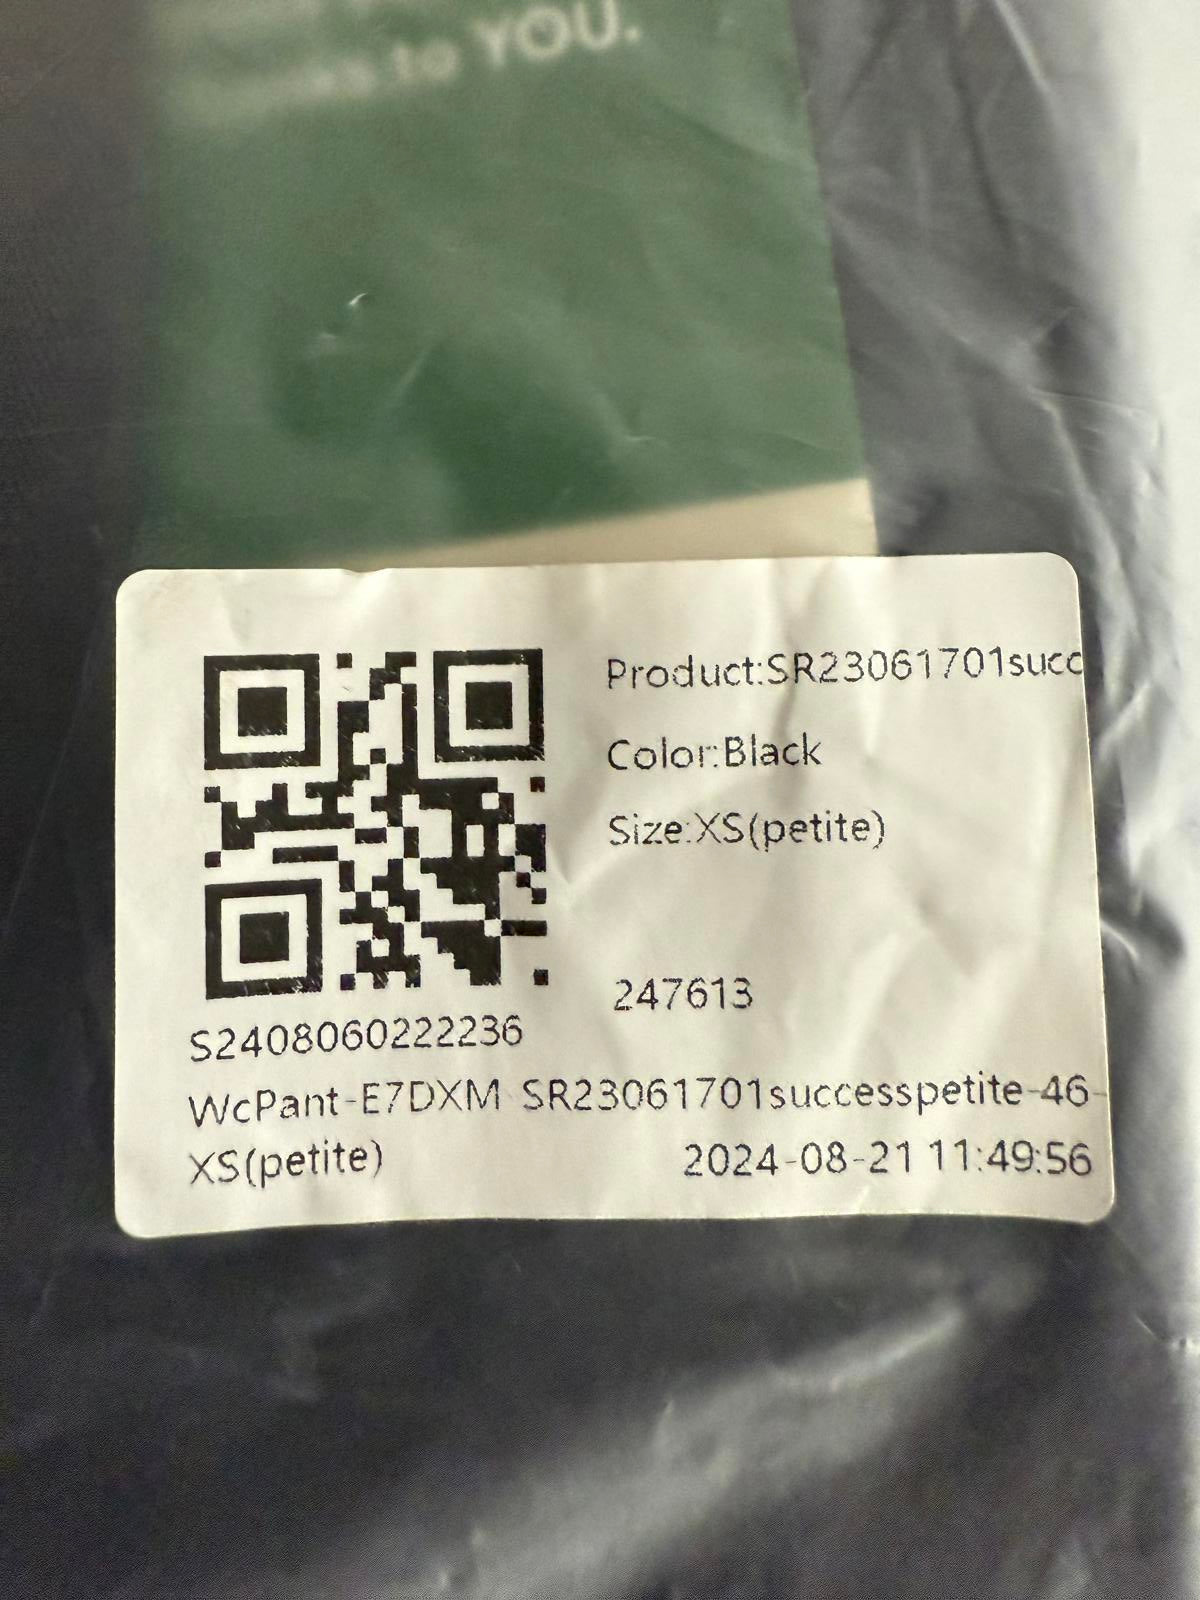 to YOU.
Product:SR23061701succ
Color:Black
Size:XS(petite)
247613
S2408060222236
WcPant-E7DXM SR23061701successpetite-46-
XS(petite)
2024-08-21 11:49:56